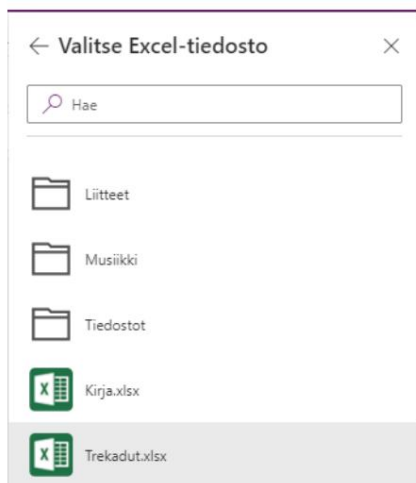 Valitse Excel-tiedosto
Hae
Liitteet
Musiikki
Tiedostot
Kirja.xlsx
Trekadut.xlsx